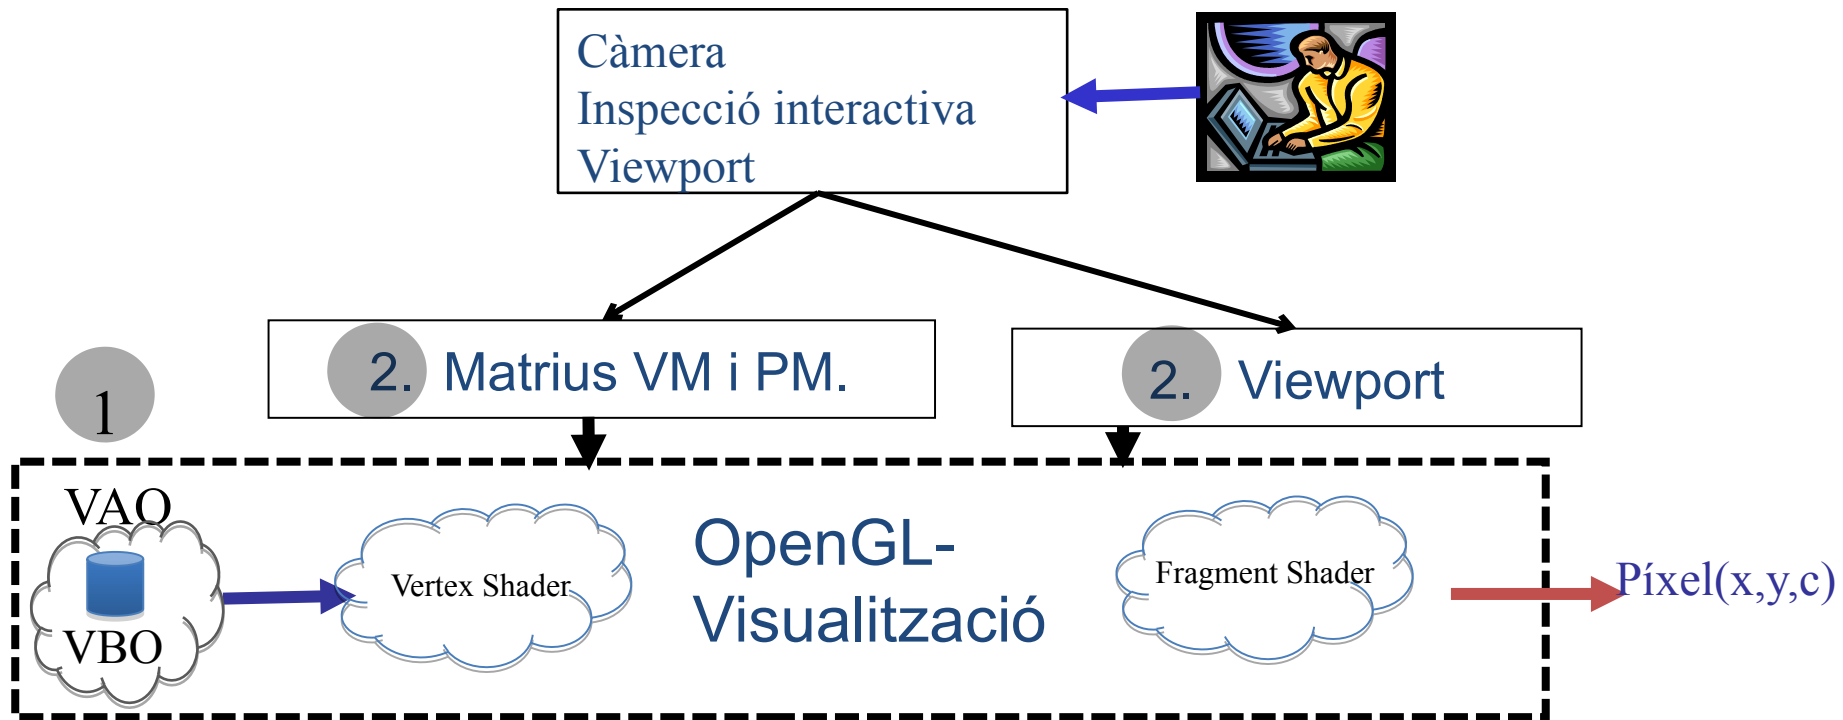 Càmera
Inspecció interactiva
Viewport
2. Matrius VM i PM.
2. Viewport
1
VAO
VBO
Vertex Shader
OpenGL-
Visualització
Fragment Shader
Píxel(x,y,c)